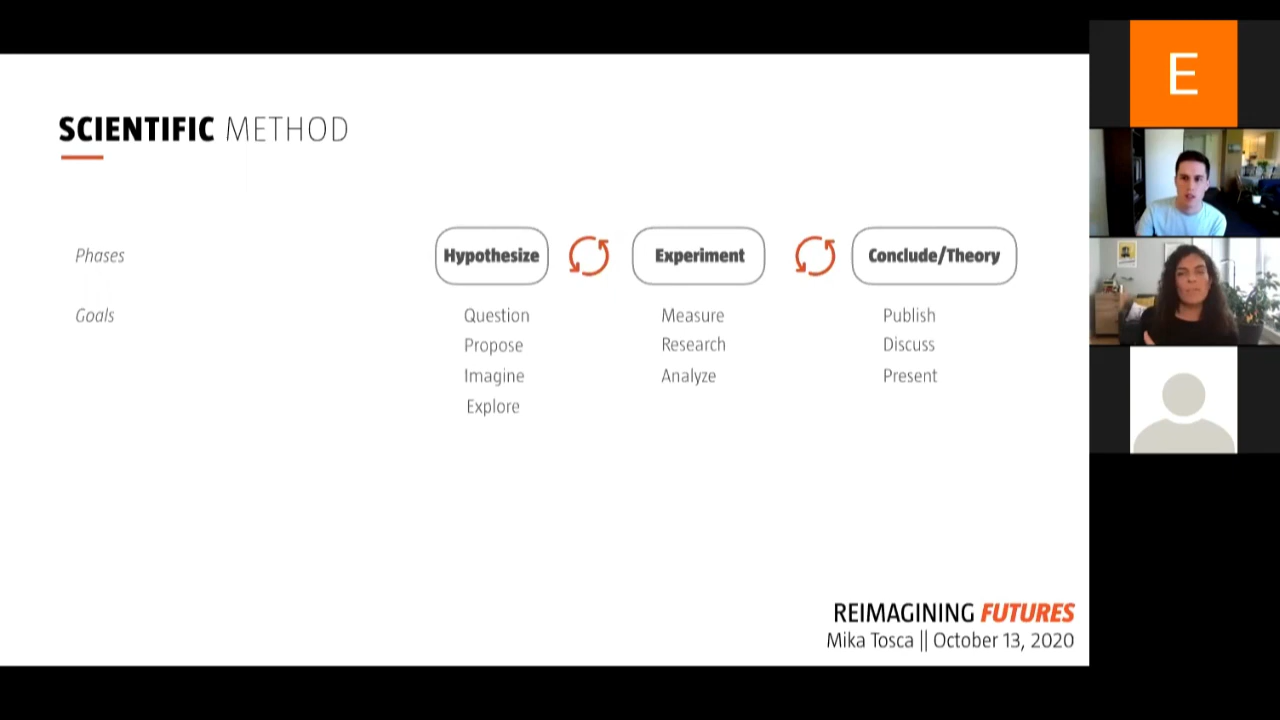 SCIENTIFIC METHOD
Phases
Hypothesize
Experiment
Conclude/Theory
Goals
Question
Measure
Publish
Propose
Research
Discuss
Imagine
Analyze
Present
Explore
REIMAGINING FUTURES
Mika Tosca || October 13, 2020
E